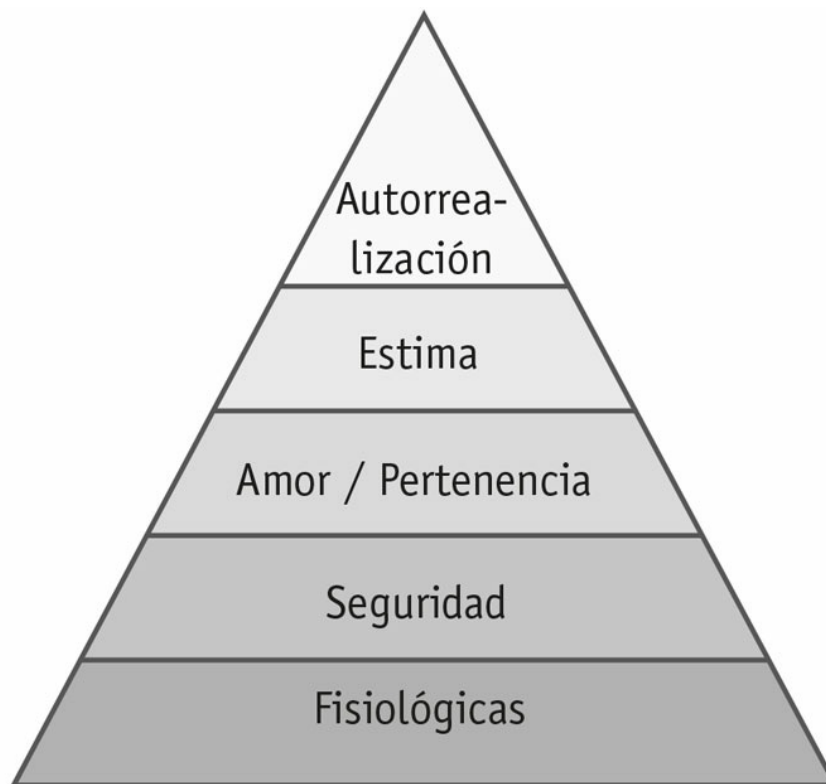 Autorrea-
lización
Estima
Amor / Pertenencia
Seguridad
Fisiológicas